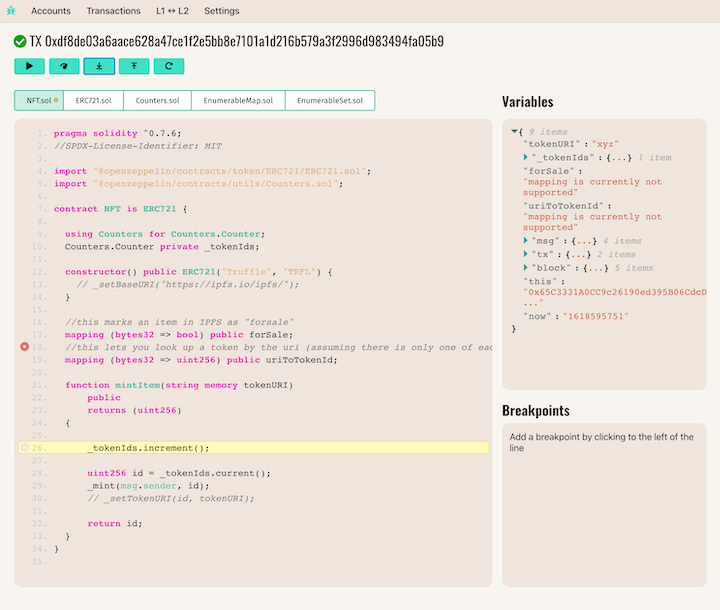 Accounts Transactions L1 ↔ L2 Settings
TX 0xdf8de03a6aace628a47ce1f2e5bb8e7101a1d216b579a3f2996d983494fa05b9
NFT.sol ERC721.sol Counters.sol EnumerableMap.sol EnumerableSet.sol
1. pragma solidity ^0.7.6;
2. //SPDX-License-Identifier: MIT
3.
4. import "@openzeppelin/contracts/token/ERC721/ERC721.sol";
5. import "@openzeppelin/contracts/utils/Counters.sol";
6.
7. contract NFT is ERC721 {
8.
9. using Counters for Counters.Counter;
10. Counters.Counter private _tokenIds;
11.
12. constructor() public ERC721("Truffle", "TRFL") {
13. // _setBaseURI("https://ipfs.io/ipfs/");
14. }
15.
16. //this marks an item in IPFS as "forsale"
17. mapping (bytes32 => bool) public forSale;
18. //this lets you look up a token by the uri (assuming there is only one of eac
19. mapping (bytes32 => uint256) public uriToTokenId;
20.
21. function mintItem(string memory tokenURI)
22. public
23. returns (uint256)
24. {
25.
26. _tokenIds.increment();
27.
28. uint256 id = _tokenIds.current();
29. _mint(msg.sender, id);
30. // _setTokenURI(id, tokenURI);
31.
32. return id;
33. }
34. }
35.
Variables
{ 9 items
"tokenURI" : "xyz"
"_tokenIds" : {...} 1 item
"forSale" :
"mapping is currently not
supported"
"uriToTokenId" :
"mapping is currently not
supported"
"msg" : {...} 4 items
"tx" : {...} 2 items
"block" : {...} 5 items
"this" :
"0x65C3331A0CC9c26190ed395B06CdcD
..."
"now" : "1618595751"
}
Breakpoints
Add a breakpoint by clicking to the left of the
line